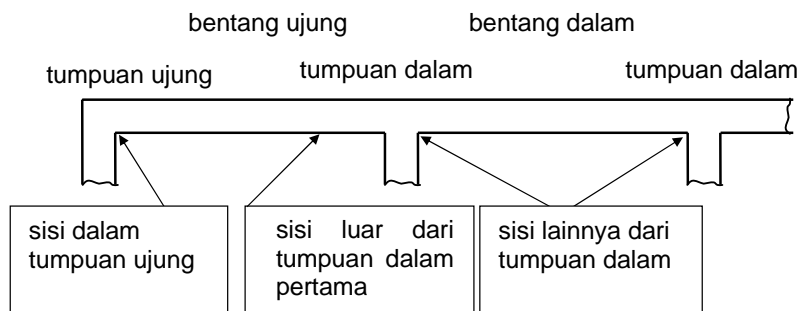 bentang ujung bentang dalam
tumpuan ujung tumpuan dalam tumpuan dalam
sisi dalam
tumpuan ujung
sisi luar dari
tumpuan dalam
pertama
sisi lainnya dari
tumpuan dalam